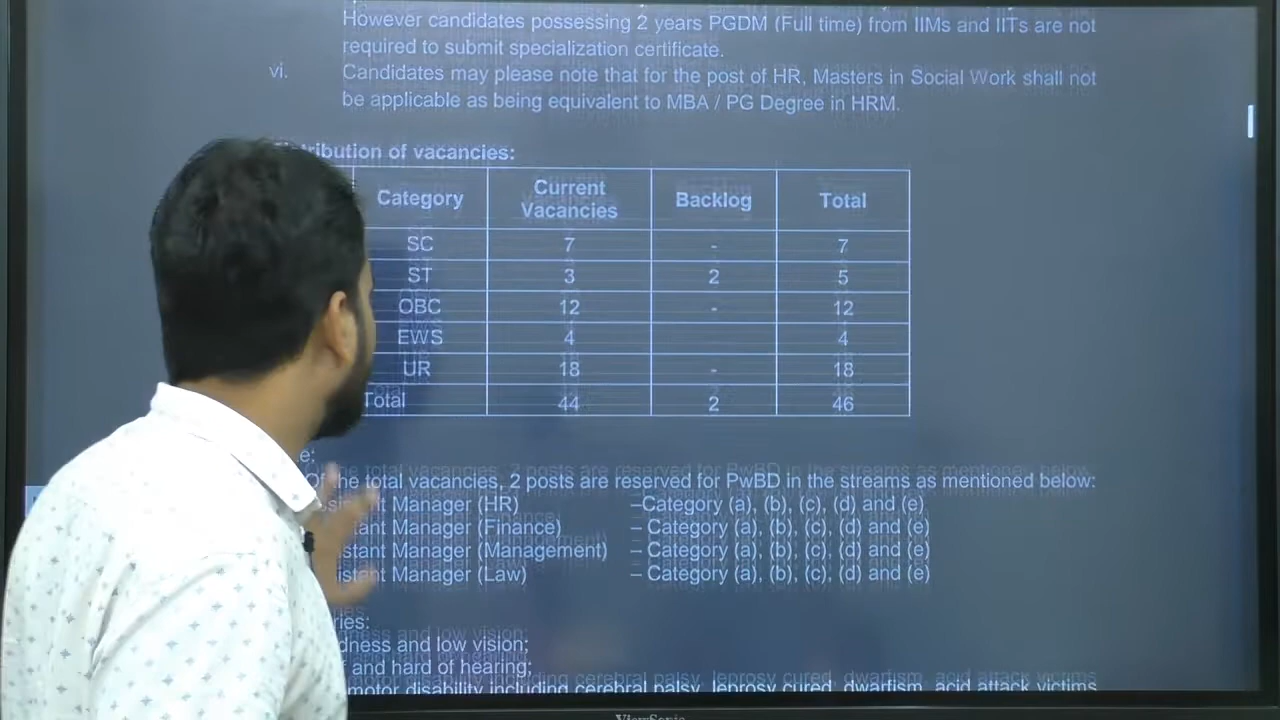 However candidates possessing 2 years PGDM (Full time) from IIMs and IITs are not
required to submit specialization certificate.
vi. Candidates may please note that for the post of HR, Masters in Social Work shall not
be applicable as being equivalent to MBA / PG Degree in HRM.
tribution of vacancies:
Category Current Vacancies Backlog Total
SC 7 - 7
ST 3 2 5
OBC 12 - 12
EWS 4 4
UR 18 - 18
Total 44 2 46
e:
Of the total vacancies, 2 posts are reserved for PwBD in the streams as mentioned below:
ssistant Manager (HR) –Category (a), (b), (c), (d) and (e)
tant Manager (Finance) – Category (a), (b), (c), (d) and (e)
istant Manager (Management) – Category (a), (b), (c), (d) and (e)
istant Manager (Law) – Category (a), (b), (c), (d) and (e)
ries:
dness and low vision;
and hard of hearing;
motor disability including cerebral palsy, leprosy cured, dwarfism, acid attack victims
ViewSonic